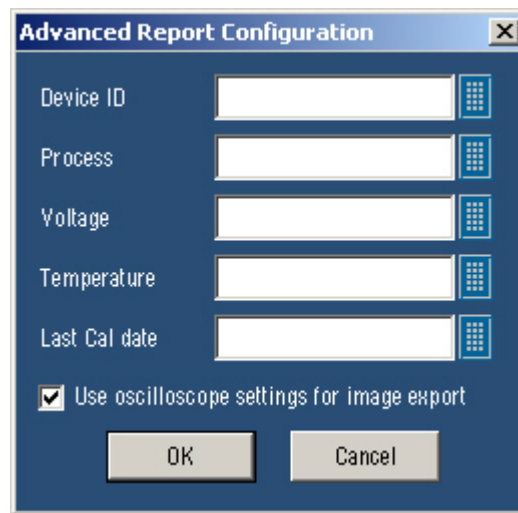 Advanced Report Configuration
Device ID
Process
Voltage
Temperature
Last Cal date
Use oscilloscope settings for image export
OK Cancel